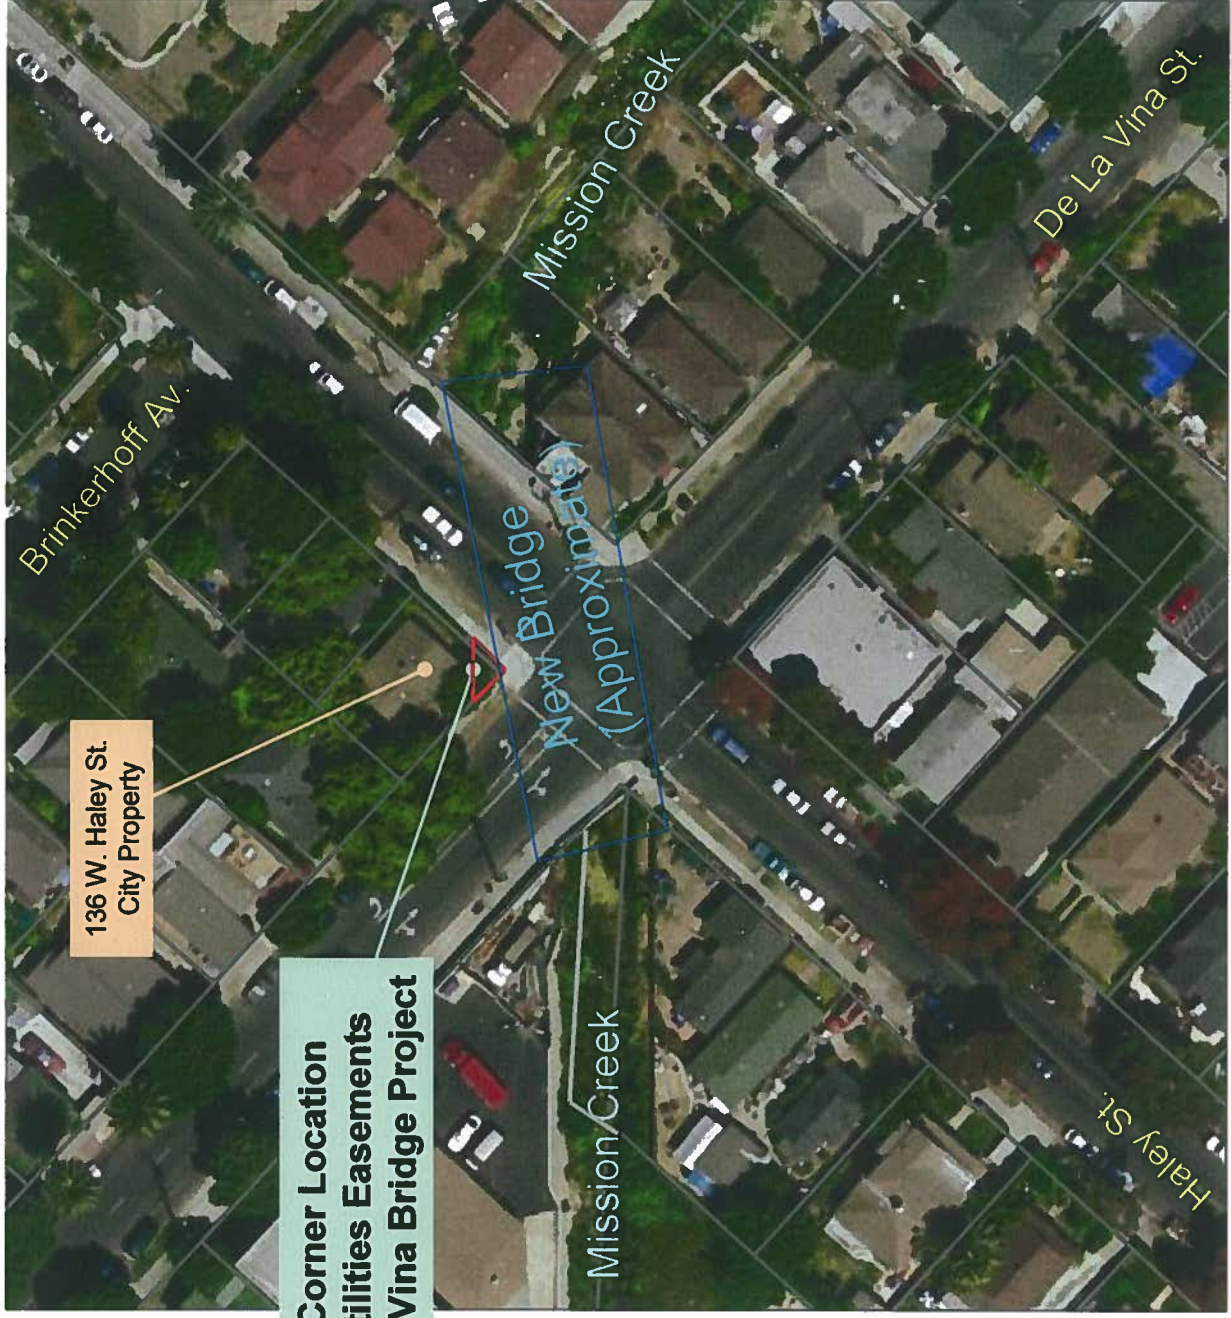 Brinkerhoff Av.
136 W. Haley St.
City Property
Corner Location
ilities Easements
Vina Bridge Project
New Bridge
(Approximate)
Mission Creek
Mission Creek
De La Vina St.
Haley St.